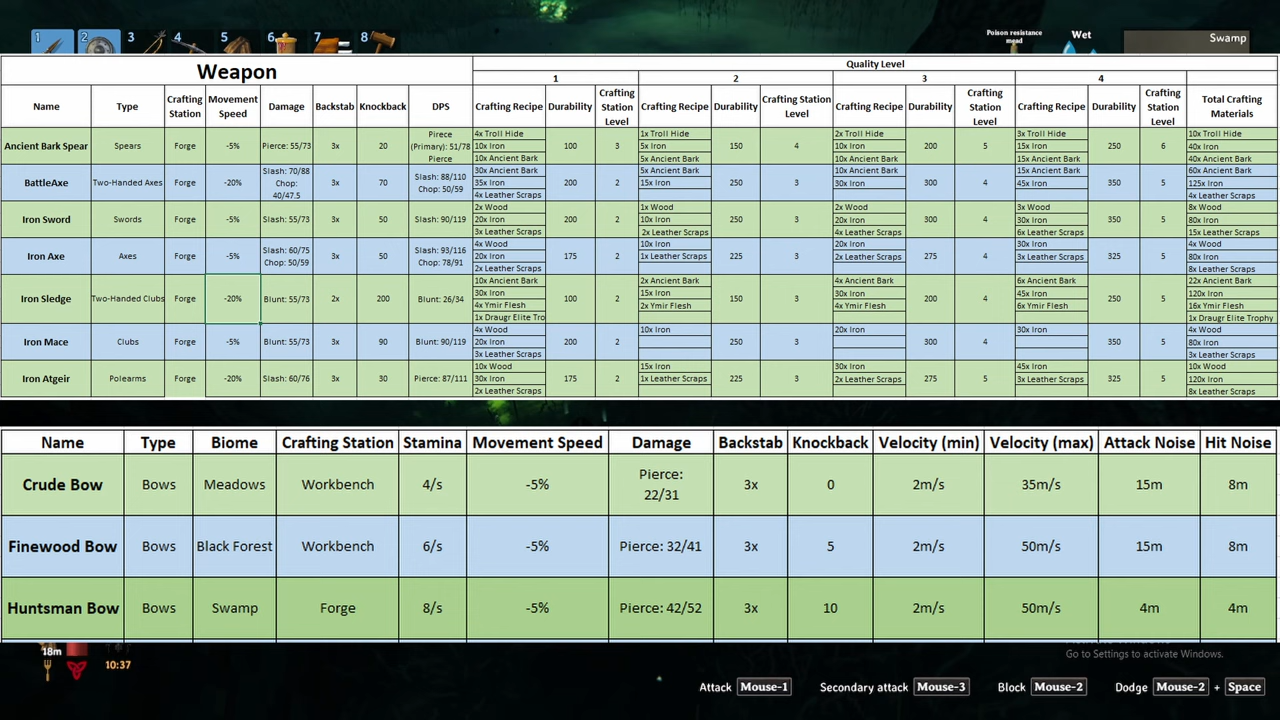 1 2 3 4 5 6 7 8
Poison resistance mead
Wet
Swamp
Weapon
Quality Level
1 2 3 4
Name Type Crafting Station Movement Speed Damage Backstab Knockback DPS Crafting Recipe Durability Crafting Station Level Crafting Recipe Durability Crafting Station Level Crafting Recipe Durability Crafting Station Level Crafting Recipe Durability Crafting Station Level Total Crafting Materials
Ancient Bark Spear Spears Forge -5% Pierce: 55/73 3x 20 Pirece (Primary): 51/78 Pierce 4x Troll Hide 10x Iron 10x Ancient Bark 100 3 1x Troll Hide 5x Iron 5x Ancient Bark 150 4 2x Troll Hide 10x Iron 10x Ancient Bark 200 5 3x Troll Hide 15x Iron 15x Ancient Bark 250 6 10x Troll Hide 40x Iron 40x Ancient Bark
BattleAxe Two-Handed Axes Forge -20% Slash: 70/88 Chop: 40/47.5 3x 70 Slash: 88/110 Chop: 50/59 30x Ancient Bark 35x Iron 4x Leather Scraps 200 2 5x Ancient Bark 15x Iron 250 3 10x Ancient Bark 30x Iron 300 4 15x Ancient Bark 45x Iron 350 5 60x Ancient Bark 125x Iron 4x Leather Scraps
Iron Sword Swords Forge -5% Slash: 55/73 3x 50 Slash: 90/119 2x Wood 20x Iron 3x Leather Scraps 200 2 1x Wood 10x Iron 2x Leather Scraps 250 3 2x Wood 20x Iron 4x Leather Scraps 300 4 3x Wood 30x Iron 6x Leather Scraps 350 5 8x Wood 80x Iron 15x Leather Scraps
Iron Axe Axes Forge -5% Slash: 60/75 Chop: 50/59 3x 50 Slash: 93/116 Chop: 78/91 4x Wood 20x Iron 2x Leather Scraps 175 2 10x Iron 1x Leather Scraps 225 3 20x Iron 2x Leather Scraps 275 4 30x Iron 3x Leather Scraps 325 5 4x Wood 80x Iron 8x Leather Scraps
Iron Sledge Two-Handed Clubs Forge -20% Blunt: 55/73 2x 200 Blunt: 26/34 10x Ancient Bark 30x Iron 4x Ymir Flesh 1x Draugr Elite Tro 100 2 2x Ancient Bark 15x Iron 2x Ymir Flesh 150 3 4x Ancient Bark 30x Iron 4x Ymir Flesh 200 4 6x Ancient Bark 45x Iron 6x Ymir Flesh 250 5 22x Ancient Bark 120x Iron 16x Ymir Flesh 1x Draugr Elite Trophy
Iron Mace Clubs Forge -5% Blunt: 55/73 3x 90 Blunt: 90/119 4x Wood 20x Iron 3x Leather Scraps 200 2 10x Iron 250 3 20x Iron 300 4 30x Iron 350 5 4x Wood 80x Iron 3x Leather Scraps
Iron Atgeir Polearms Forge -20% Slash: 60/76 3x 30 Pierce: 87/111 10x Wood 30x Iron 2x Leather Scraps 175 2 15x Iron 1x Leather Scraps 225 3 30x Iron 2x Leather Scraps 275 5 45x Iron 3x Leather Scraps 325 5 10x Wood 120x Iron 8x Leather Scraps
Name Type Biome Crafting Station Stamina Movement Speed Damage Backstab Knockback Velocity (min) Velocity (max) Attack Noise Hit Noise
Crude Bow Bows Meadows Workbench 4/s -5% Pierce: 22/31 3x 0 2m/s 35m/s 15m 8m
Finewood Bow Bows Black Forest Workbench 6/s -5% Pierce: 32/41 3x 5 2m/s 50m/s 15m 8m
Huntsman Bow Bows Swamp Forge 8/s -5% Pierce: 42/52 3x 10 2m/s 50m/s 4m 4m
18m
10:37
Go to Settings to activate Windows.
Attack Mouse-1 Secondary attack Mouse-3 Block Mouse-2 Dodge Mouse-2 + Space